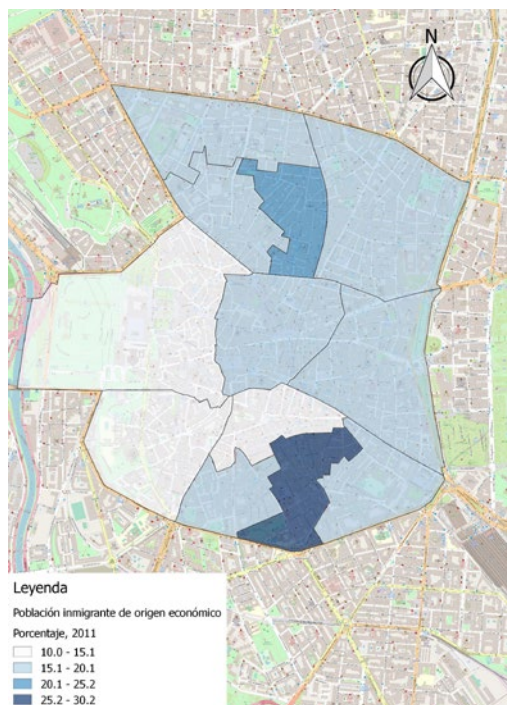 N
Leyenda
Población inmigrante de origen económico
Porcentaje, 2011
10.0 - 15.1
15.1 - 20.1
20.1 - 25.2
25.2 - 30.2